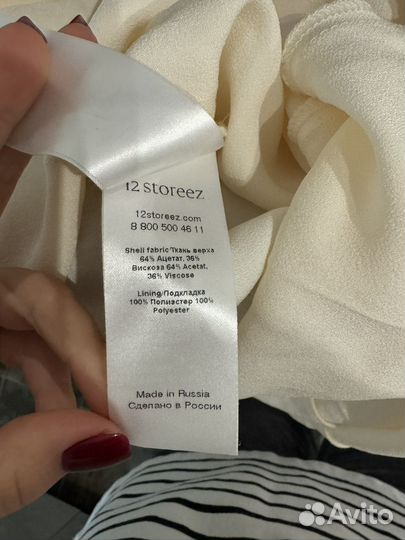 12 storeez
12storeez.com
8 800 500 46 11
Shell fabric/Ткань верха
64% Ацетат, 36%
Вискоза 64% Acetat,
36% Viscose
Lining/Подкладка
100% Полиэстер 100%
Polyester
Made in Russia
Сделано в России
Avito